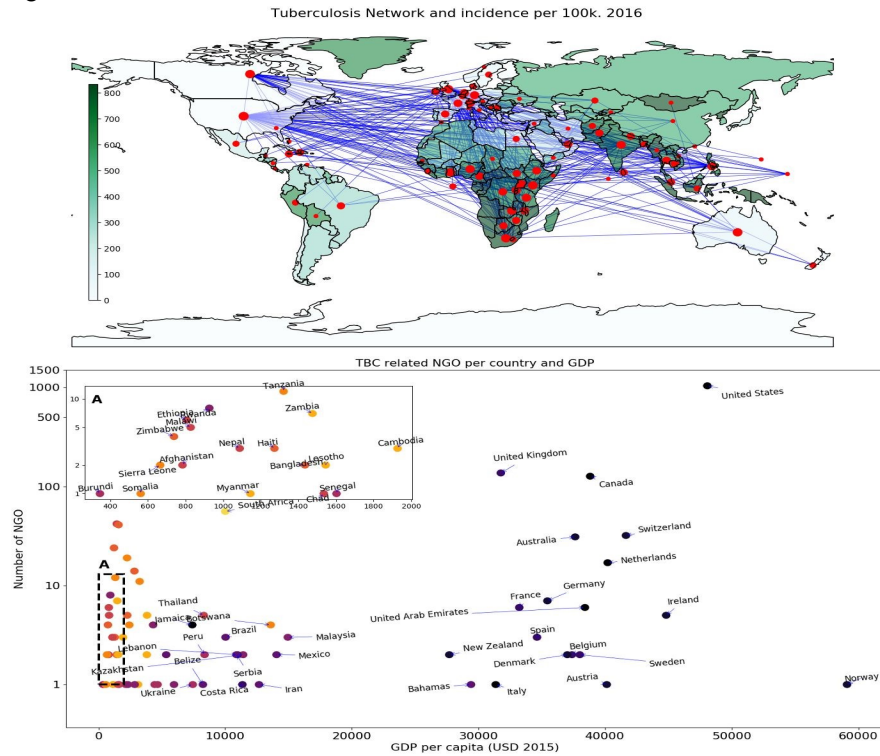 Tuberculosis Network and incidence per 100k. 2016
800
700
600
500
400
300
200
100
0
TBC related NGO per country and GDP
Number of NGO
1500
1000
500
100
10
1
A
10
5
2
1
Tanzania
Ethiopia
Rwanda
Zambia
Malawi
Zimbabwe
Nepal
Haiti
Cambodia
Afghanistan
Sierra Leone
Bangladesh
Lesotho
Burundi
Somalia
Myanmar
Senegal
Chad
400 600 800 1000 1200 1400 1600 1800 2000
South Africa
A
United States
United Kingdom
Canada
Australia
Switzerland
Netherlands
Germany
France
United Arab Emirates
Ireland
Thailand
Jamaica
Botswana
Brazil
Malaysia
Peru
Lebanon
Mexico
Kazakhstan
Belize
Serbia
Ukraine
Costa Rica
Iran
Spain
New Zealand
Belgium
Denmark
Sweden
Bahamas
Italy
Austria
Norway
0 10000 20000 30000 40000 50000 60000
GDP per capita (USD 2015)